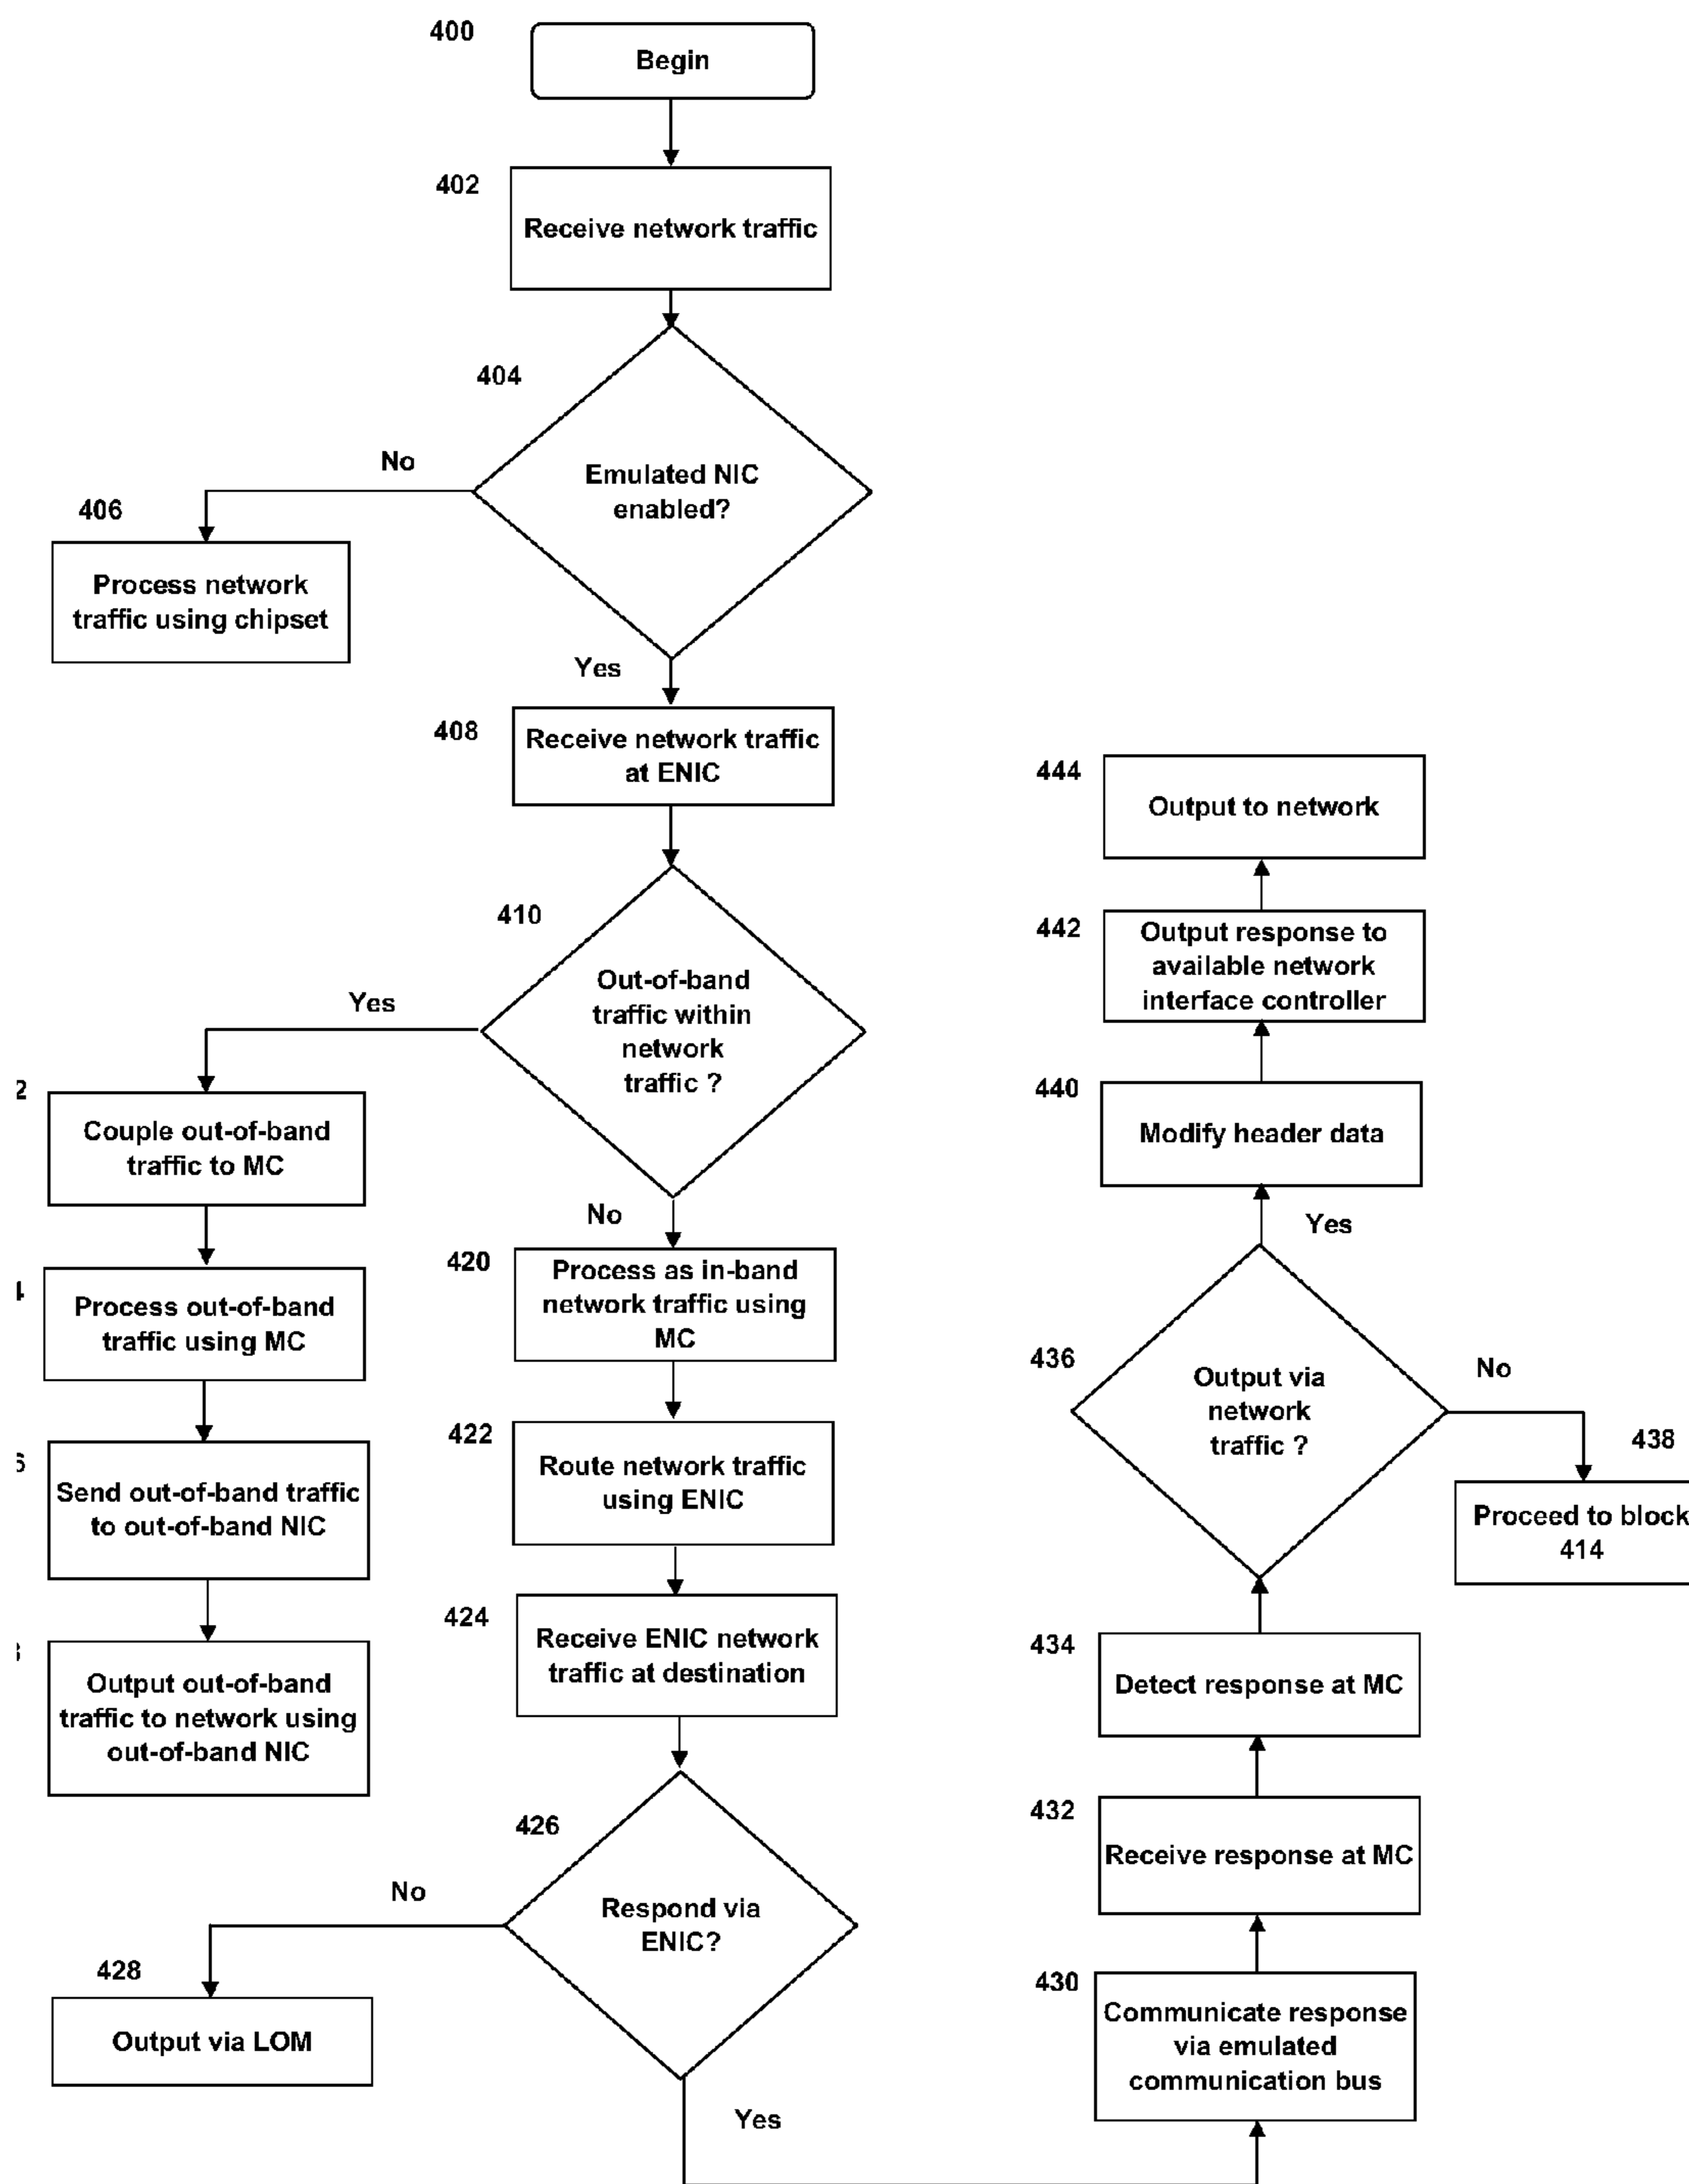 400
Begin
402
Receive network traffic
404
Emulated NIC
enabled?
No
406
Process network
traffic using chipset
Yes
408
Receive network traffic
at ENIC
410
Out-of-band
traffic within
network
traffic ?
Yes
2
Couple out-of-band
traffic to MC
4
Process out-of-band
traffic using MC
Send out-of-band traffic
to out-of-band NIC
Output out-of-band
traffic to network using
out-of-band NIC
No
420
Process as in-band
network traffic using
MC
422
Route network traffic
using ENIC
424
Receive ENIC network
traffic at destination
426
Respond via
ENIC?
No
428
Output via LOM
Yes
430
Communicate response
via emulated
communication bus
432
Receive response at MC
434
Detect response at MC
436
Output via
network
traffic ?
No
438
Proceed to block
414
Yes
440
Modify header data
442
Output response to
available network
interface controller
444
Output to network